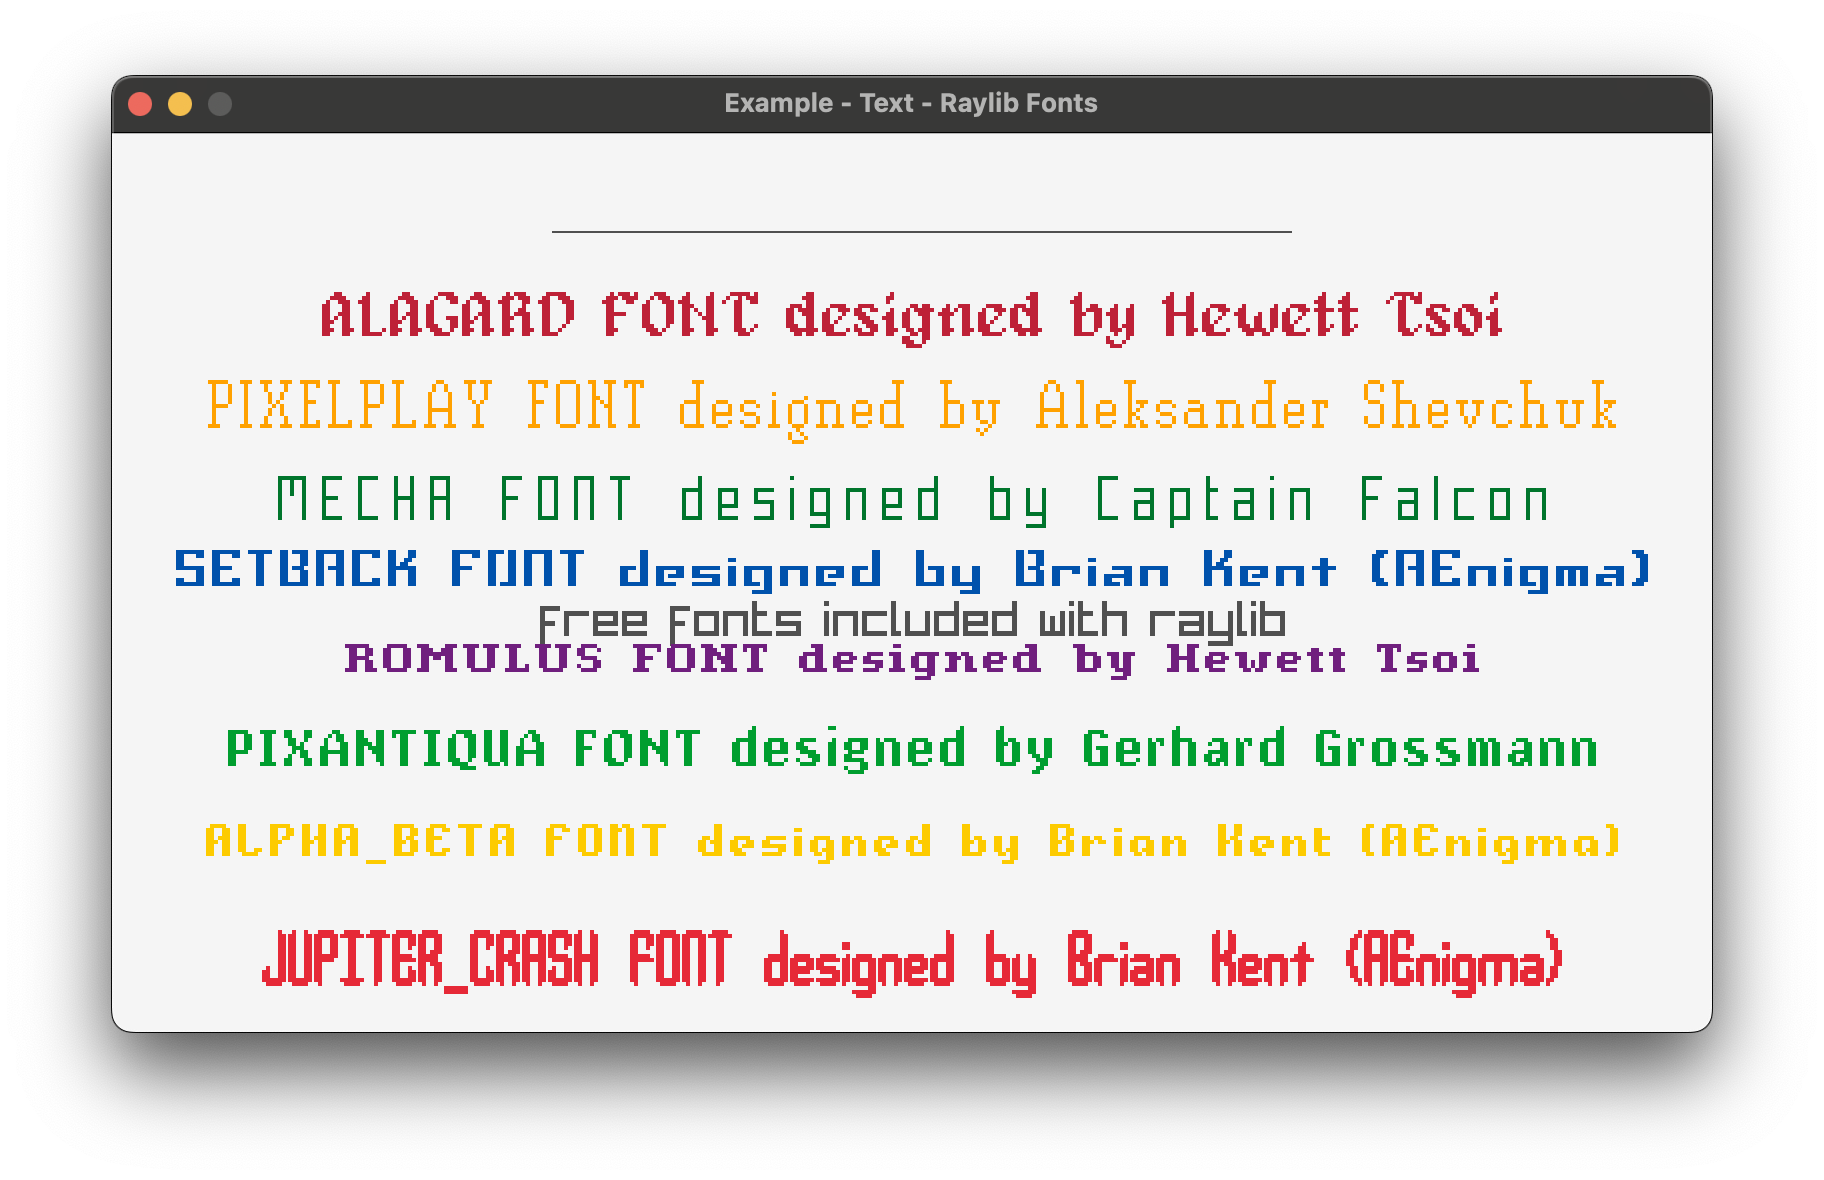 Example - Text - Raylib Fonts
ALAGARD FONT designed by Hewett Tsoi
PIXELPLAY FONT designed by Aleksander Shevchuk
MECHA FONT designed by Captain Falcon
SETBACK FONT designed by Brian Kent (AEnigma)
free fonts included with raylib
ROMULUS FONT designed by Hewett Tsoi
PIXANTIQUA FONT designed by Gerhard Grossmann
ALPHA_BETA FONT designed by Brian Kent (AEnigma)
JUPITER_CRASH FONT designed by Brian Kent (AEnigma)